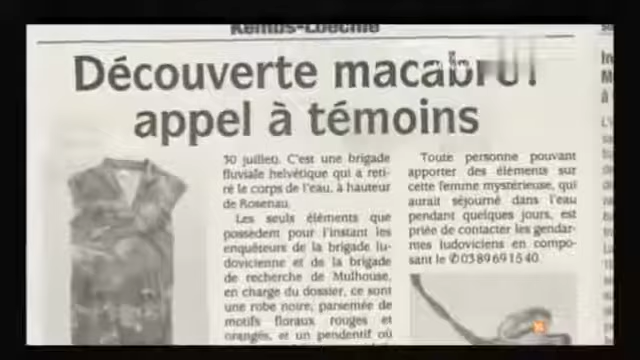 Kembs-Loechle
Découverte macabre
appel à témoins
30 juillet). C'est une brigade
fluviale helvétique qui a reti-
ré le corps de l'eau, à hauteur
de Rosenau.
Les seuls éléments que
possèdent pour l'instant les
enquêteurs de la brigade lu-
dovicienne et de la brigade
de recherche de Mulhouse,
en charge du dossier, ce sont
une robe noire, parsemée de
motifs floraux rouges et
orangés, et un pendentif où
Toute personne pouvant
apporter des éléments sur
cette femme mystérieuse, qui
aurait séjourné dans l'eau
pendant quelques jours, est
priée de contacter les gendar-
mes ludoviciens en compo-
sant le ✆03 89 69 15 40.
In
M
à